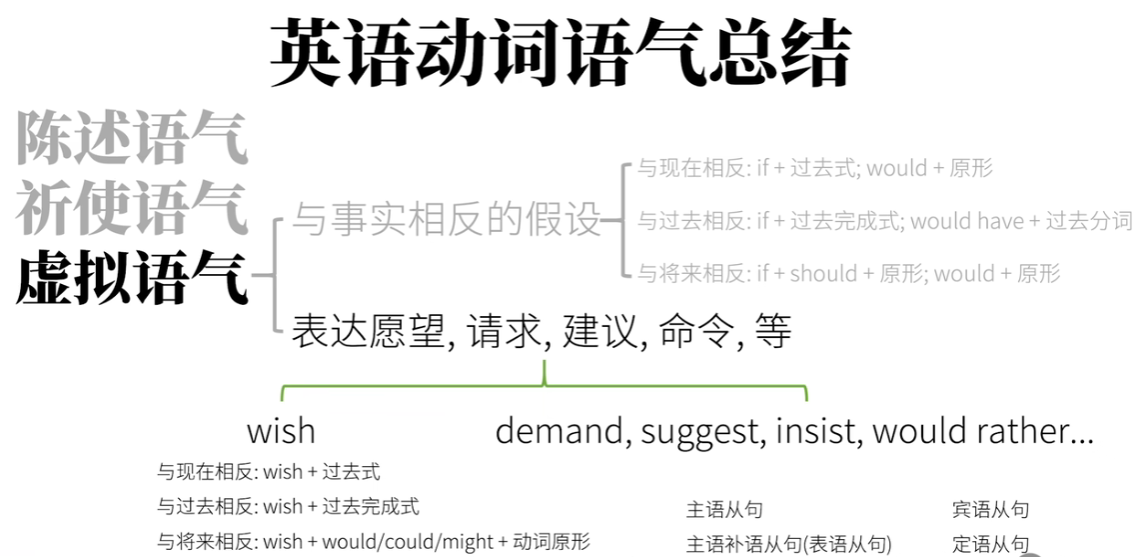 英语动词语气总结
陈述语气
祈使语气
虚拟语气
与事实相反的假设
与现在相反: if + 过去式; would + 原形
与过去相反: if + 过去完成式; would have + 过去分词
与将来相反: if + should + 原形; would + 原形
表达愿望, 请求, 建议, 命令, 等
wish
与现在相反: wish + 过去式
与过去相反: wish + 过去完成式
与将来相反: wish + would/could/might + 动词原形
demand, suggest, insist, would rather...
主语从句
宾语从句
主语补语从句(表语从句)
定语从句